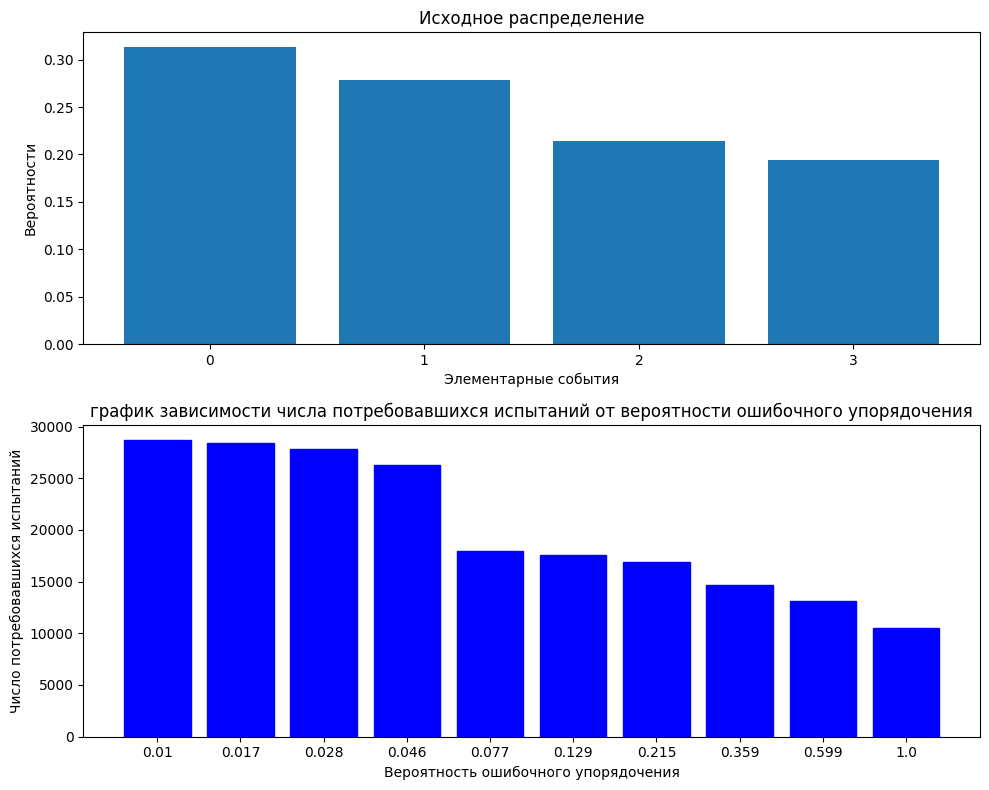 Исходное распределение
Вероятности
0.30
0.25
0.20
0.15
0.10
0.05
0.00
0 1 2 3
Элементарные события
график зависимости числа потребовавшихся испытаний от вероятности ошибочного упорядочения
Число потребовавшихся испытаний
30000
25000
20000
15000
10000
5000
0
0.01 0.017 0.028 0.046 0.077 0.129 0.215 0.359 0.599 1.0
Вероятность ошибочного упорядочения